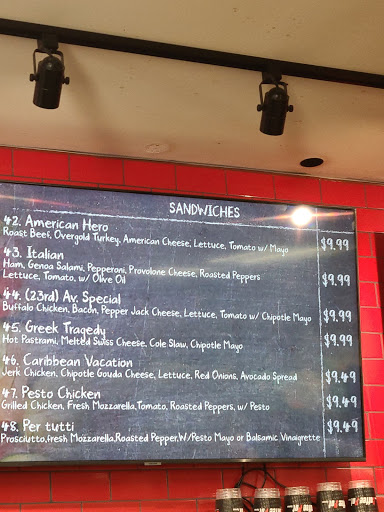 SANDWICHES
42. American Hero
Roast Beef, Overgold Turkey, American Cheese, Lettuce, Tomato w/ Mayo $9.99
43. Italian
Ham, Genoa Salami, Pepperoni, Provolone Cheese, Roasted Peppers $9.99
Lettuce, Tomato, w/ Olive Oil
44. (23rd) Av. Special
Buffalo Chicken, Bacon, Pepper Jack Cheese, Lettuce, Tomato w/ Chipotle Mayo $9.99
45. Greek Tragedy $9.99
Hot Pastrami, Melted Swiss Cheese, Cole Slaw, Chipotle Mayo
46. Caribbean Vacation
Jerk Chicken, Chipotle Gouda Cheese, Lettuce, Red Onions, Avocado Spread $9.49
47. Pesto Chicken
Grilled Chicken, Fresh Mozzarella,Tomato, Roasted Peppers, w/ Pesto $9.49
48. Per tutti
Prosciutto,fresh Mozzarella,Roasted Pepper,W/Pesto Mayo or Balsamic Vinaigrette $9.49